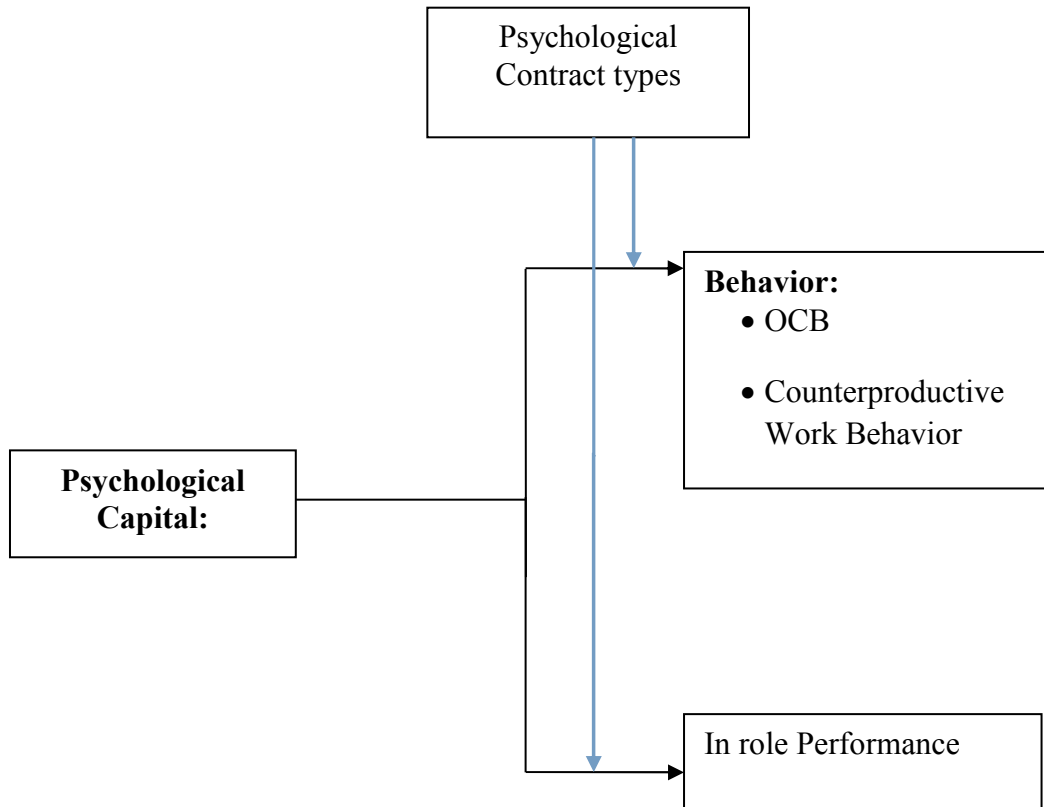 Psychological
Contract types
Behavior:
• OCB
• Counterproductive
Work Behavior
Psychological
Capital:
In role Performance